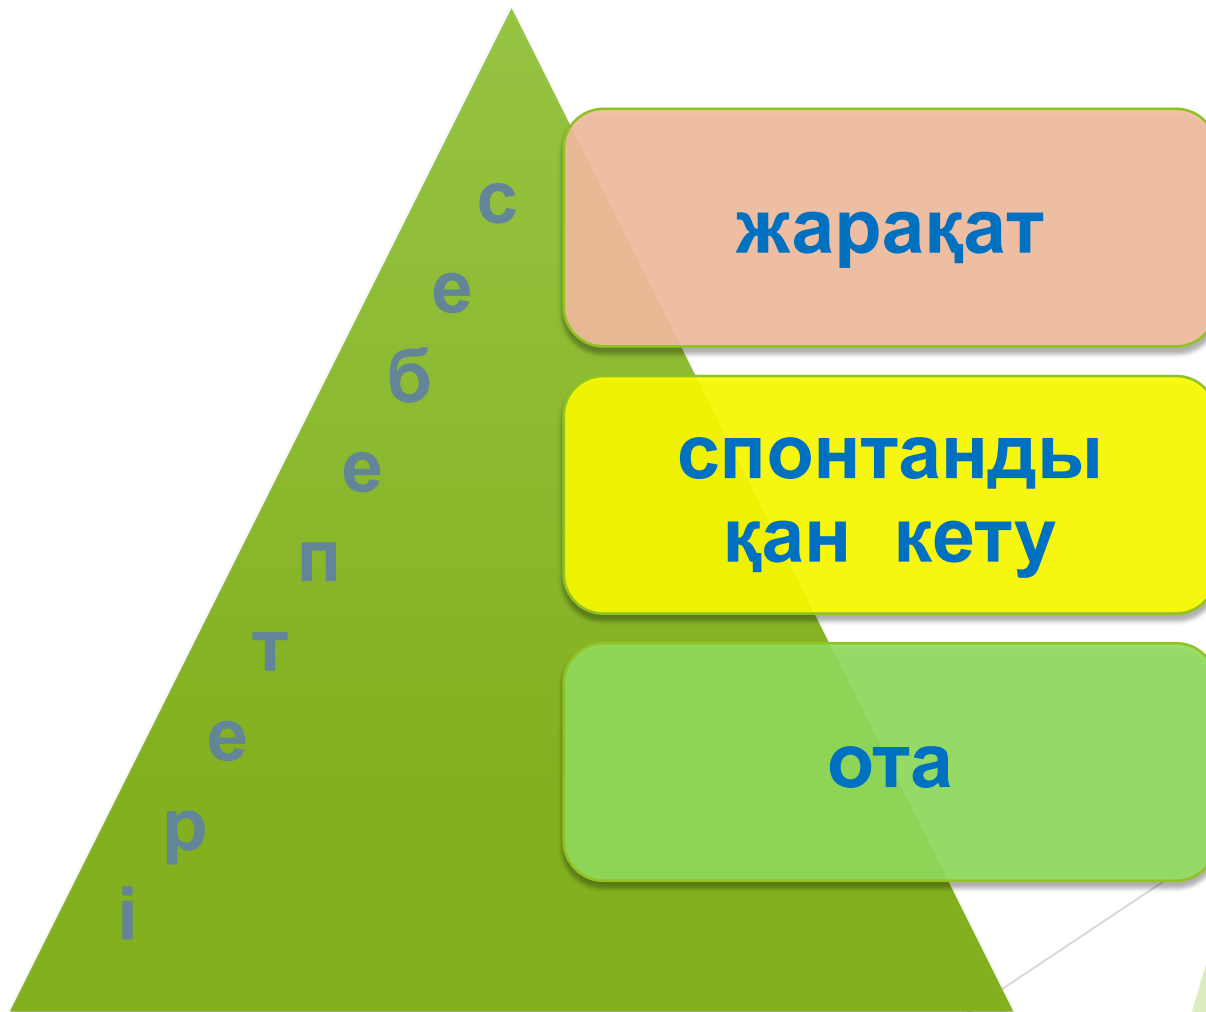 себептері
жарақат
спонтанды
қан кету
ота